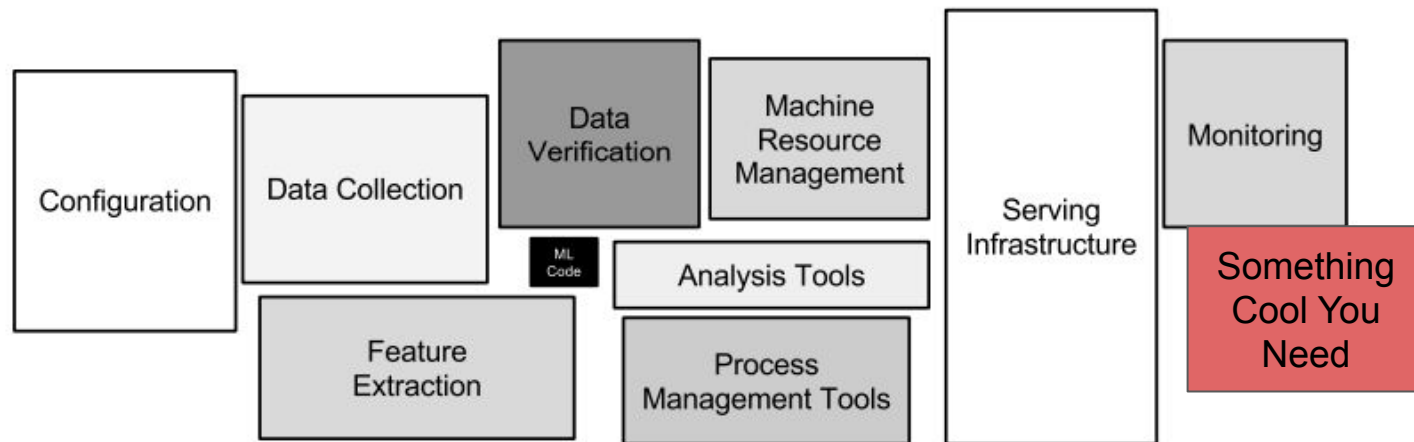 Configuration
Data Collection
Feature
Extraction
Data
Verification
ML
Code
Machine
Resource
Management
Analysis Tools
Process
Management Tools
Serving
Infrastructure
Monitoring
Something
Cool You
Need